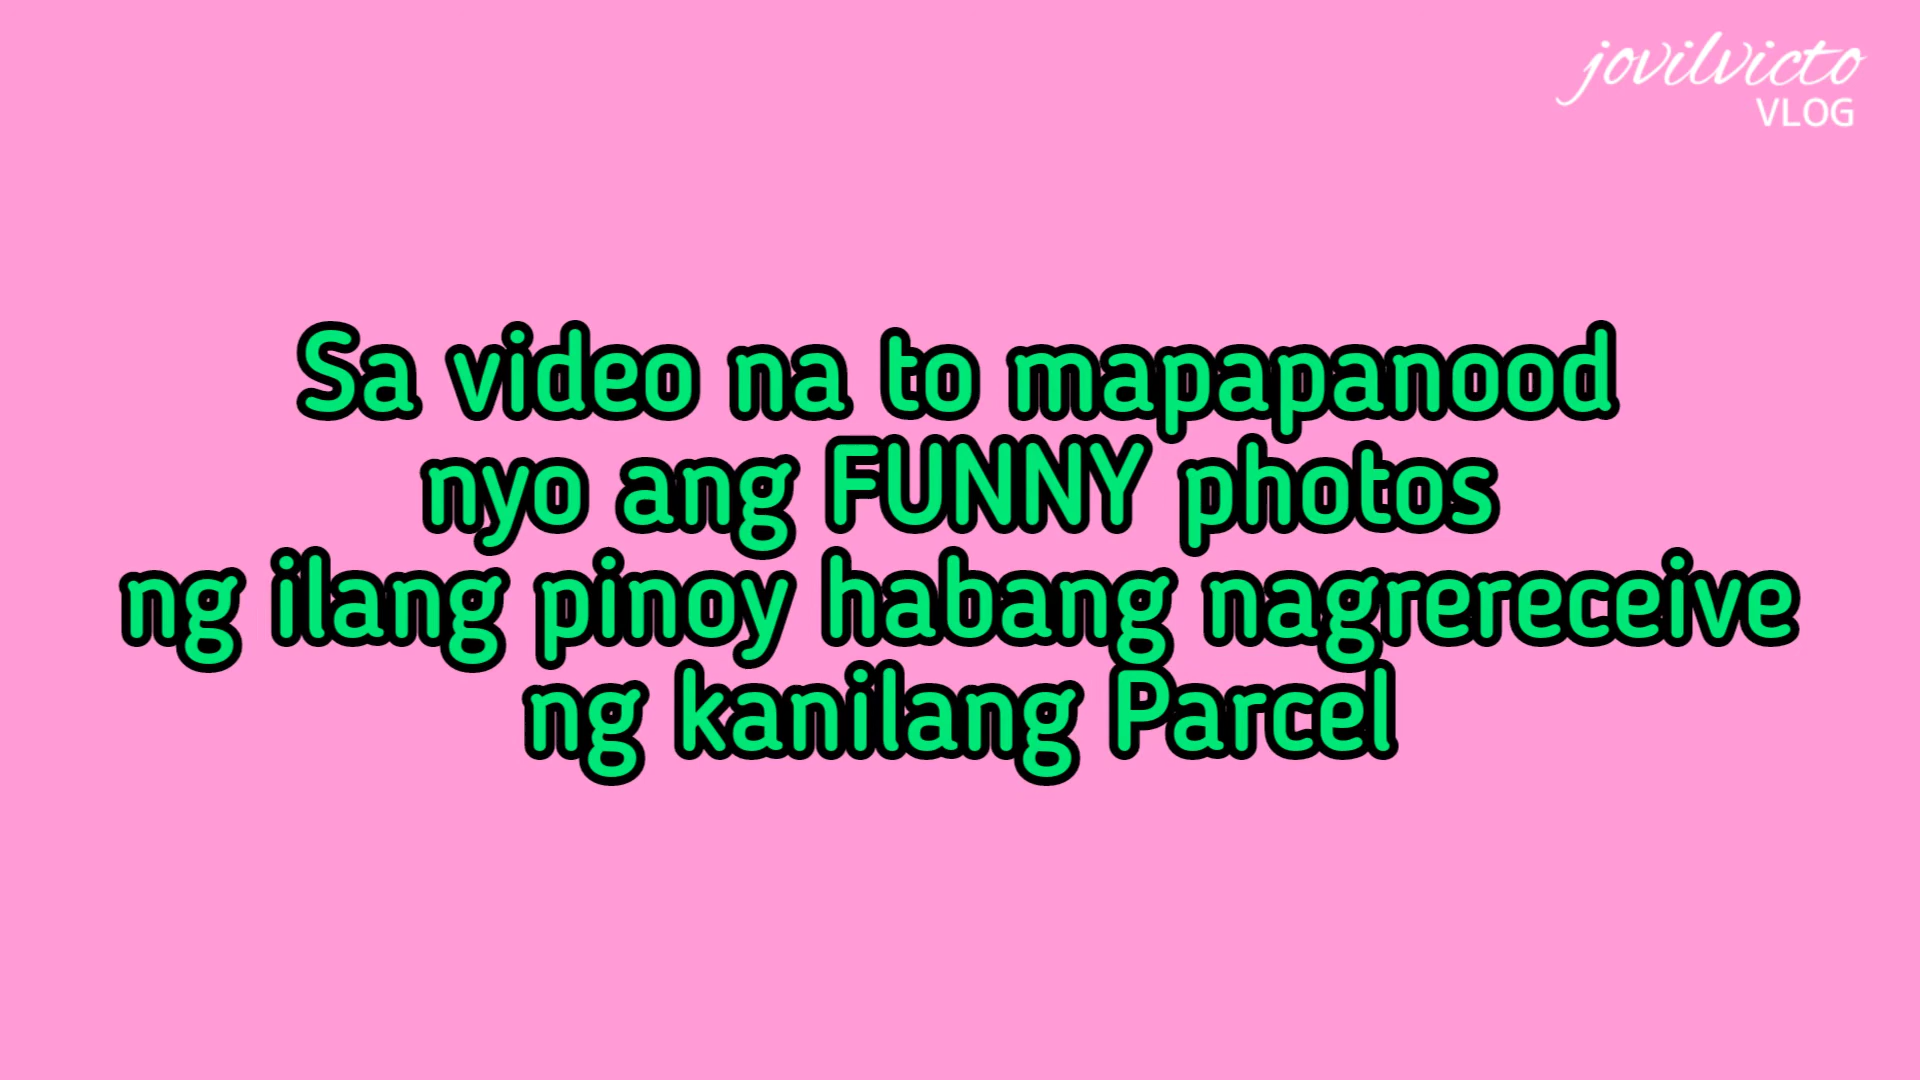 jovilvicto
VLOG
Sa video na to mapapanood
nyo ang FUNNY photos
ng ilang pinoy habang nagrereceive
ng kanilang Parcel